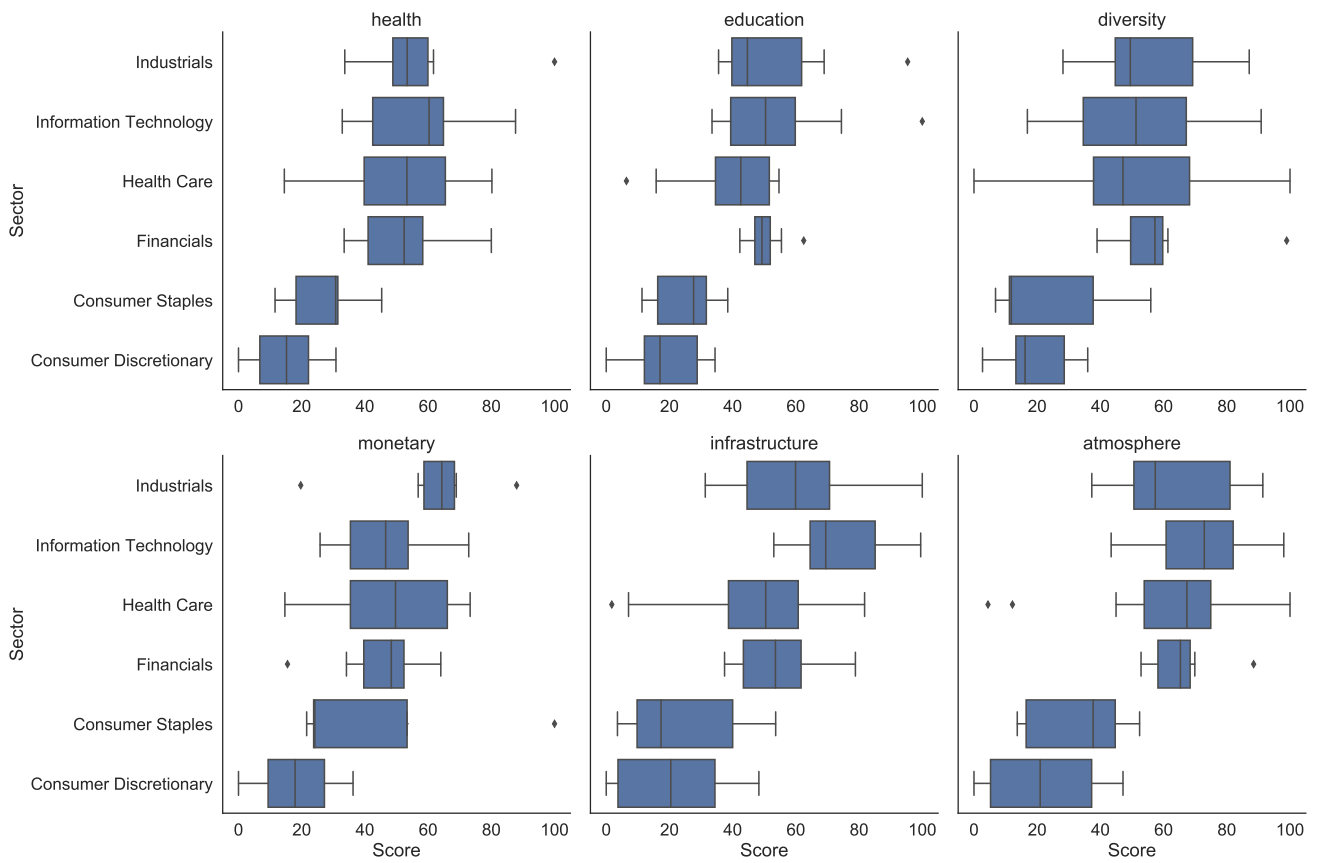 health education diversity
Industrials
Information Technology
Health Care
Financials
Consumer Staples
Consumer Discretionary
Sector
0 20 40 60 80 100 0 20 40 60 80 100 0 20 40 60 80 100
monetary infrastructure atmosphere
Industrials
Information Technology
Health Care
Financials
Consumer Staples
Consumer Discretionary
Sector
0 20 40 60 80 100 0 20 40 60 80 100 0 20 40 60 80 100
Score Score Score